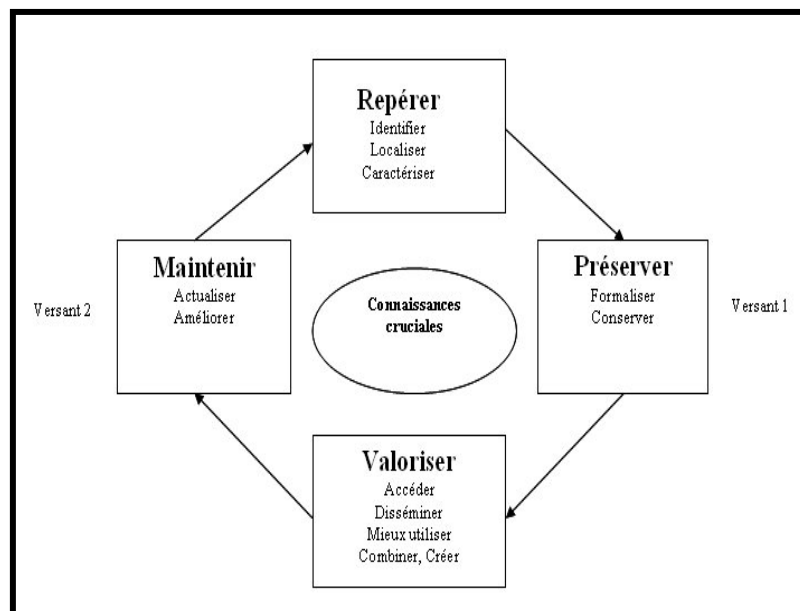 Repérer
Identifier
Localiser
Caractériser
Maintenir
Actualiser
Améliorer
Préserver
Formaliser
Conserver
Versant 2
Connaissances
cruciales
Versant 1
Valoriser
Accéder
Disséminer
Mieux utiliser
Combiner, Créer